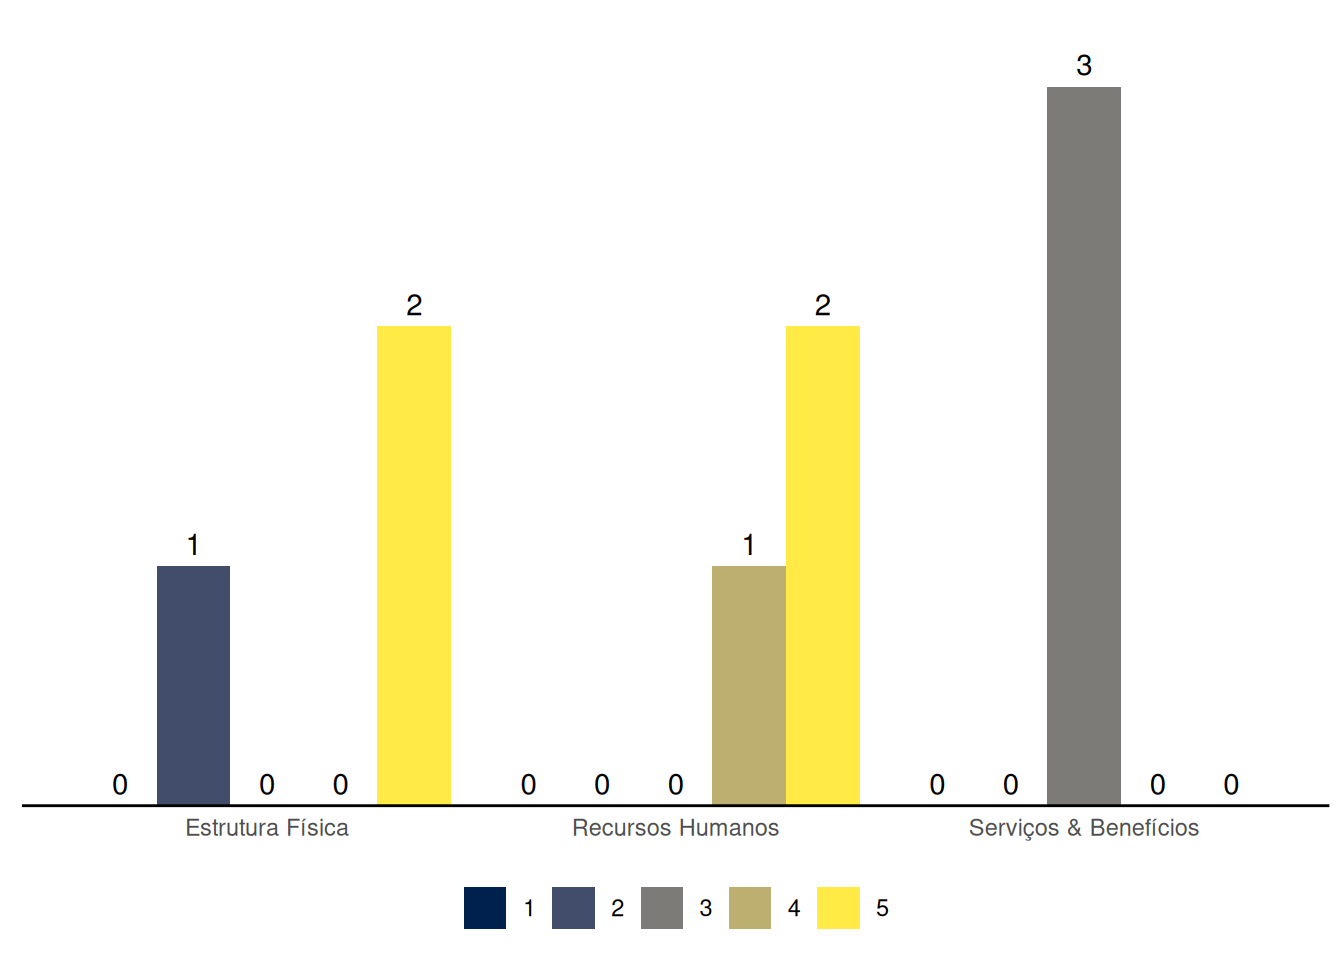 3
2 2
1 1
0 0 0 0 0 0 0 0 0 0
Estrutura Física Recursos Humanos Serviços & Benefícios
1 2 3 4 5